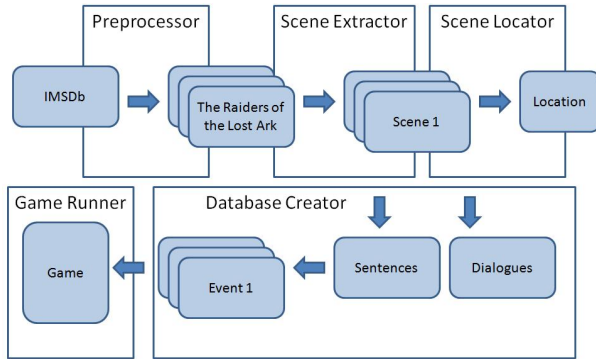 Preprocessor
Scene Extractor
Scene Locator
IMSDb
The Raiders of
the Lost Ark
Scene 1
Location
Game Runner
Database Creator
Game
Event 1
Sentences
Dialogues